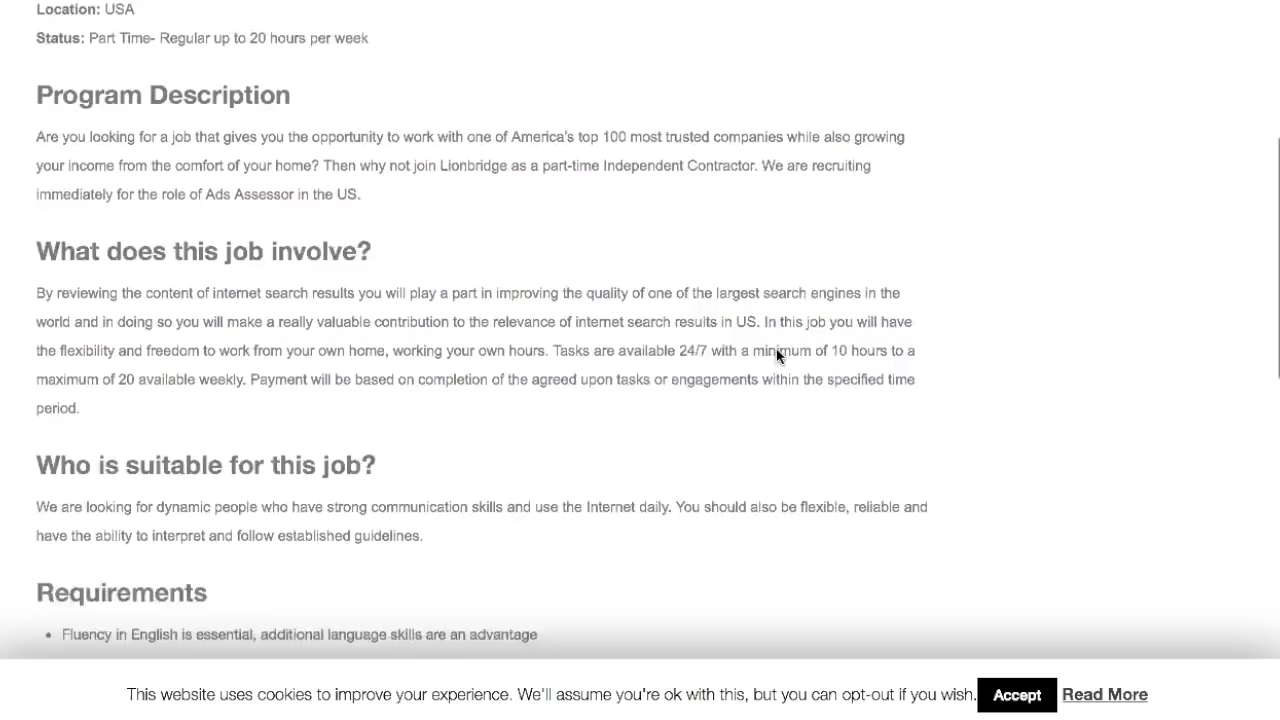 Location: USA
Status: Part Time- Regular up to 20 hours per week
Program Description
Are you looking for a job that gives you the opportunity to work with one of America's top 100 most trusted companies while also growing
your income from the comfort of your home? Then why not join Lionbridge as a part-time Independent Contractor. We are recruiting
immediately for the role of Ads Assessor in the US.
What does this job involve?
By reviewing the content of internet search results you will play a part in improving the quality of one of the largest search engines in the
world and in doing so you will make a really valuable contribution to the relevance of internet search results in US. In this job you will have
the flexibility and freedom to work from your own home, working your own hours. Tasks are available 24/7 with a minimum of 10 hours to a
maximum of 20 available weekly. Payment will be based on completion of the agreed upon tasks or engagements within the specified time
period.
Who is suitable for this job?
We are looking for dynamic people who have strong communication skills and use the Internet daily. You should also be flexible, reliable and
have the ability to interpret and follow established guidelines.
Requirements
• Fluency in English is essential, additional language skills are an advantage
This website uses cookies to improve your experience. We'll assume you're ok with this, but you can opt-out if you wish. Accept Read More